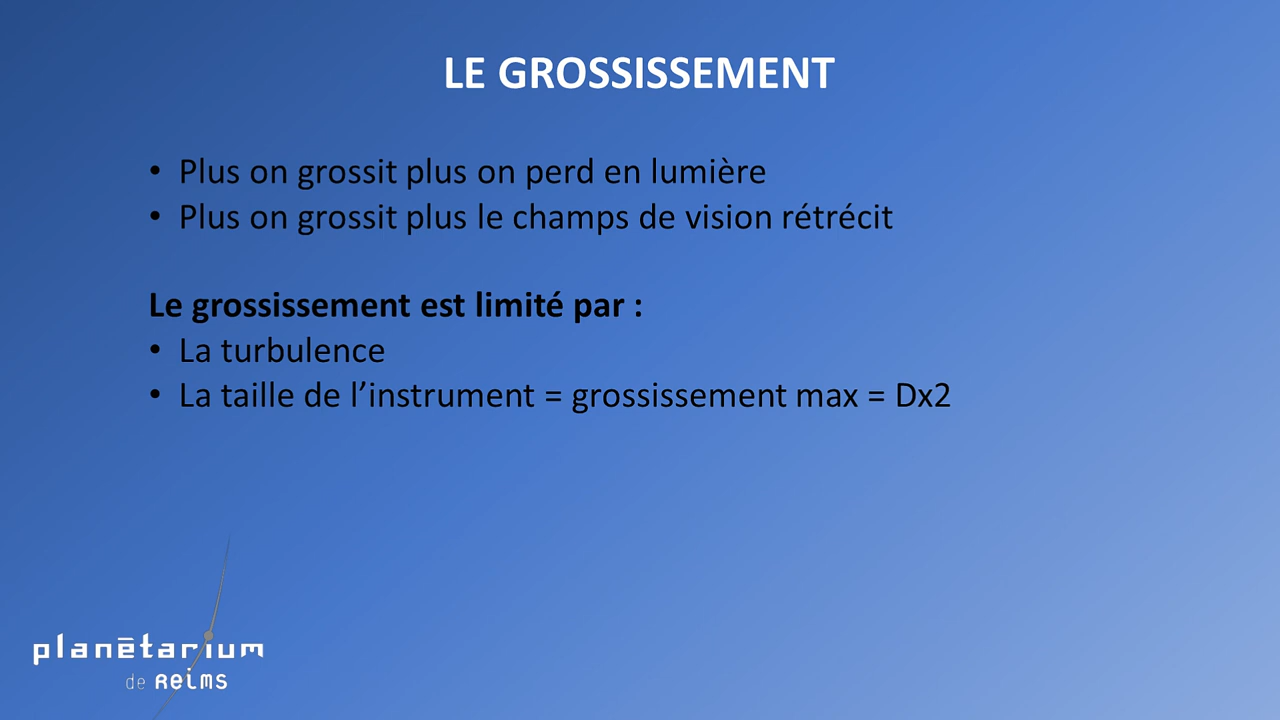 LE GROSSISSEMENT
• Plus on grossit plus on perd en lumière
• Plus on grossit plus le champs de vision rétrécit
Le grossissement est limité par :
• La turbulence
• La taille de l’instrument = grossissement max = Dx2
planētarium
de Reims